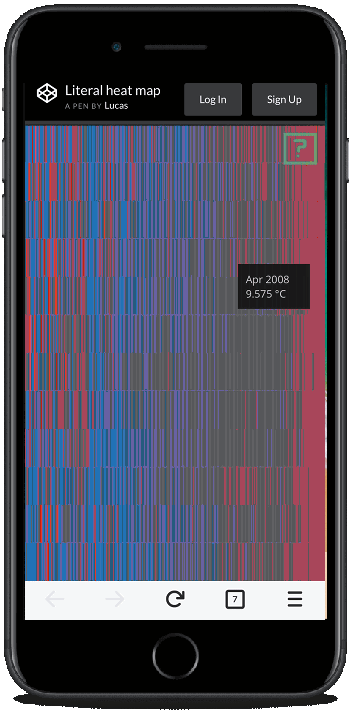 Literal heat map
A PEN BY Lucas
Log In
Sign Up
?
Apr 2008
9.575 °C
7